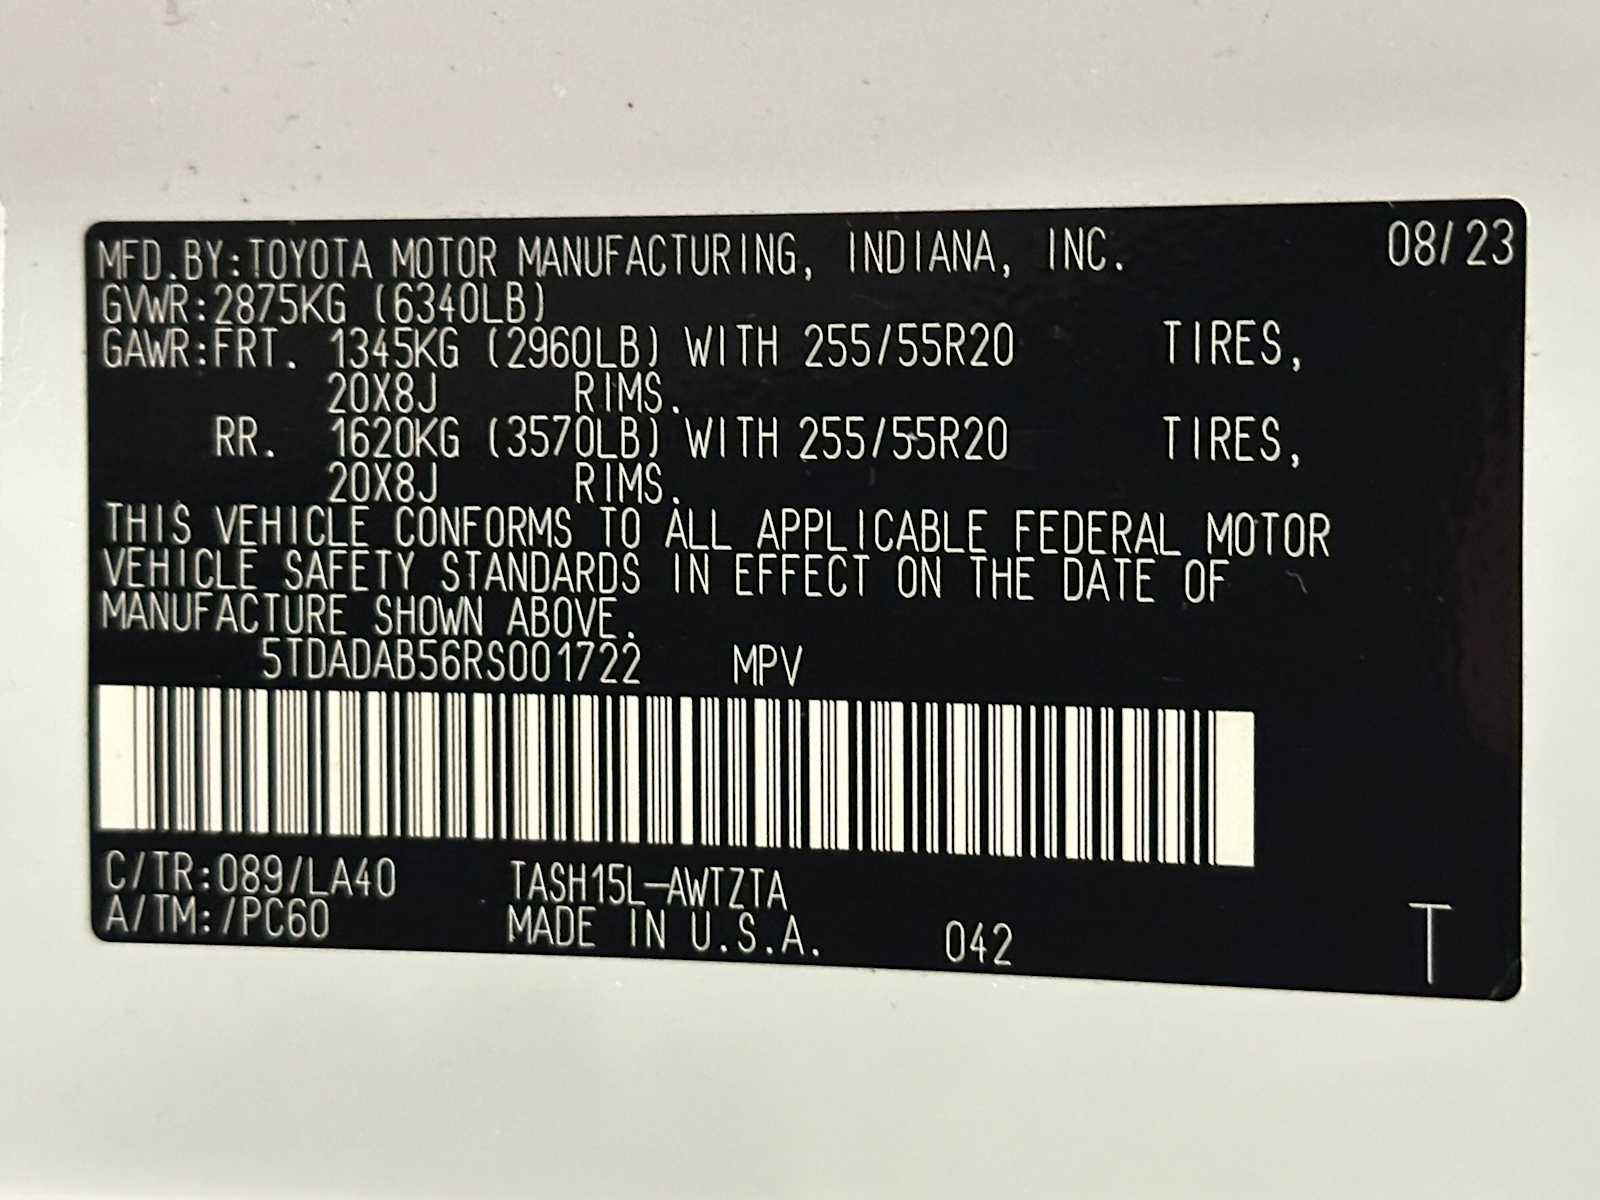 MFD.BY:TOYOTA MOTOR MANUFACTURING, INDIANA, INC. 08/23
GVWR:2875KG (6340LB)
GAWR:FRT. 1345KG (2960LB) WITH 255/55R20 TIRES,
20X8J RIMS.
RR. 1620KG (3570LB) WITH 255/55R20 TIRES,
20X8J RIMS.
THIS VEHICLE CONFORMS TO ALL APPLICABLE FEDERAL MOTOR
VEHICLE SAFETY STANDARDS IN EFFECT ON THE DATE OF
MANUFACTURE SHOWN ABOVE.
5TDADAB56RS001722 MPV
C/TR:089/LA40 TASH15L-AWTZTA
A/TM:/PC60 MADE IN U.S.A. 042 T